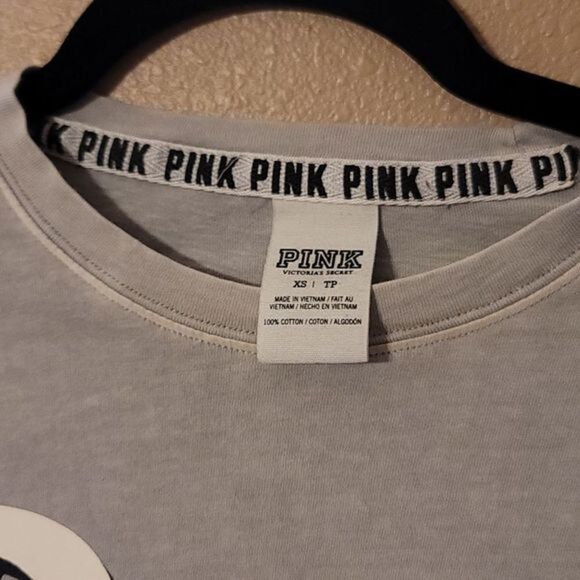 K PINK PINK PINK PINK PINK PIN
PINK
VICTORIA'S SECRET
XS | TP
MADE IN VIETNAM / FAIT AU
VIETNAM / HECHO EN VIETNAM
100% COTTON / COTON / ALGODÓN